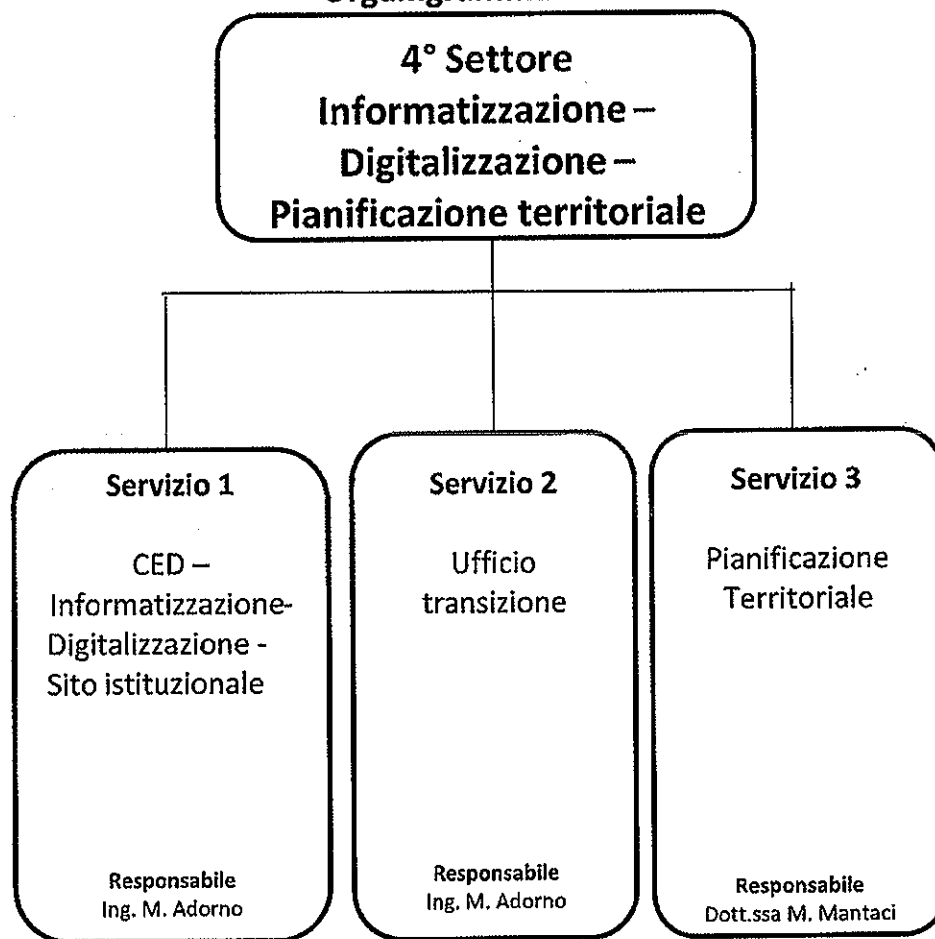 4° Settore
Informatizzazione –
Digitalizzazione –
Pianificazione territoriale
Servizio 1
CED –
Informatizzazione-
Digitalizzazione -
Sito istituzionale
Responsabile
Ing. M. Adorno
Servizio 2
Ufficio
transizione
Responsabile
Ing. M. Adorno
Servizio 3
Pianificazione
Territoriale
Responsabile
Dott.ssa M. Mantaci